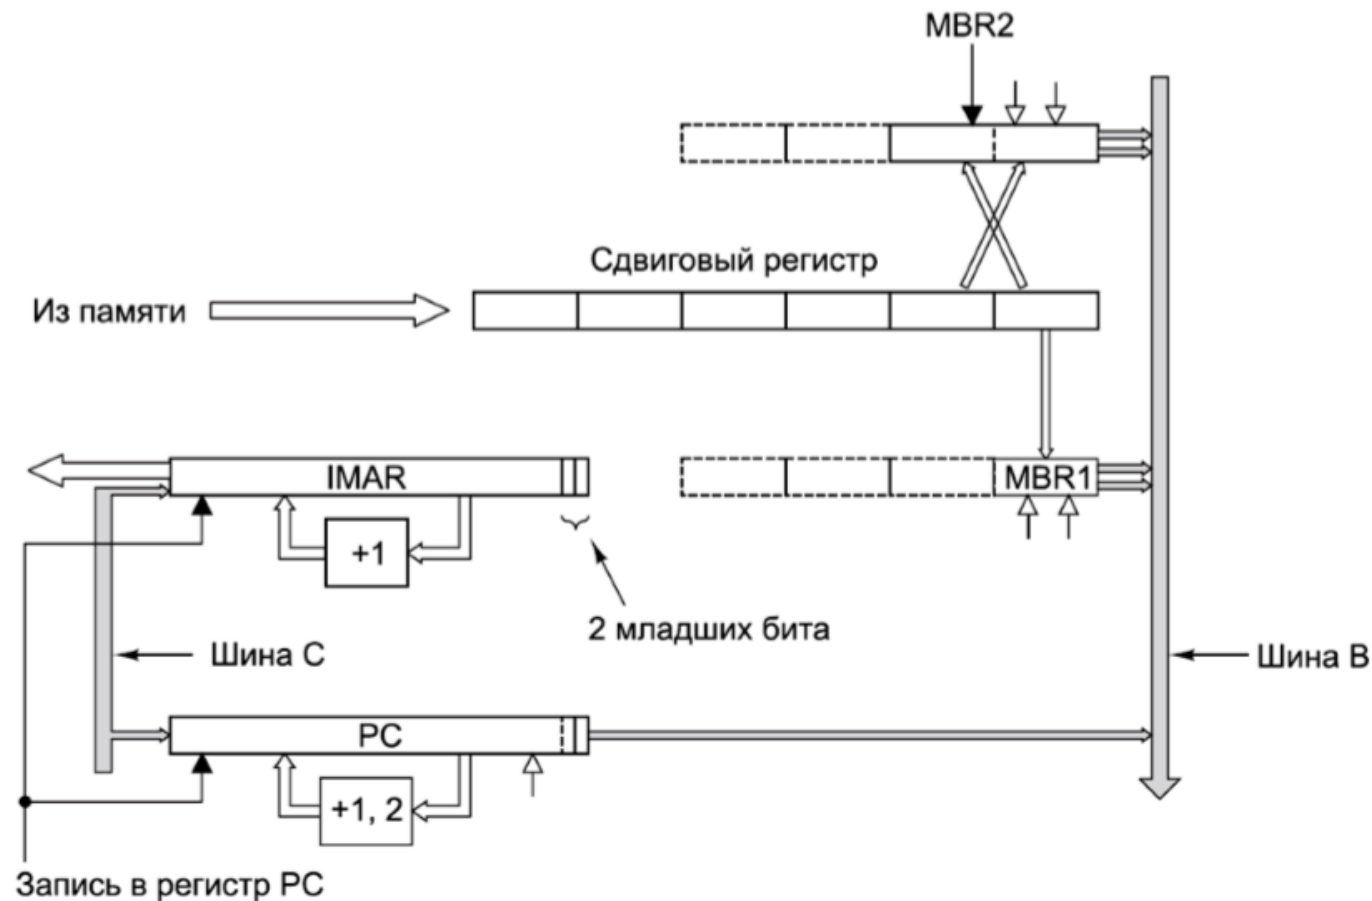 MBR2
Сдвиговый регистр
Из памяти
IMAR
MBR1
+1
2 младших бита
Шина С
Шина В
PC
+1, 2
Запись в регистр PC